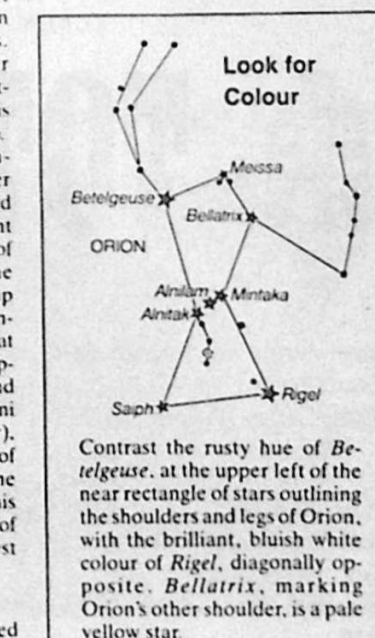 Look for
Colour
Meissa
Betelgeuse
Bellatrix
ORION
Alnilam
Mintaka
Alnitak
Rigel
Saiph
Contrast the rusty hue of Be-
telgeuse, at the upper left of the
near rectangle of stars outlining
the shoulders and legs of Orion,
with the brilliant, bluish white
colour of Rigel, diagonally op-
posite. Bellatrix, marking
Orion's other shoulder, is a pale
yellow star.